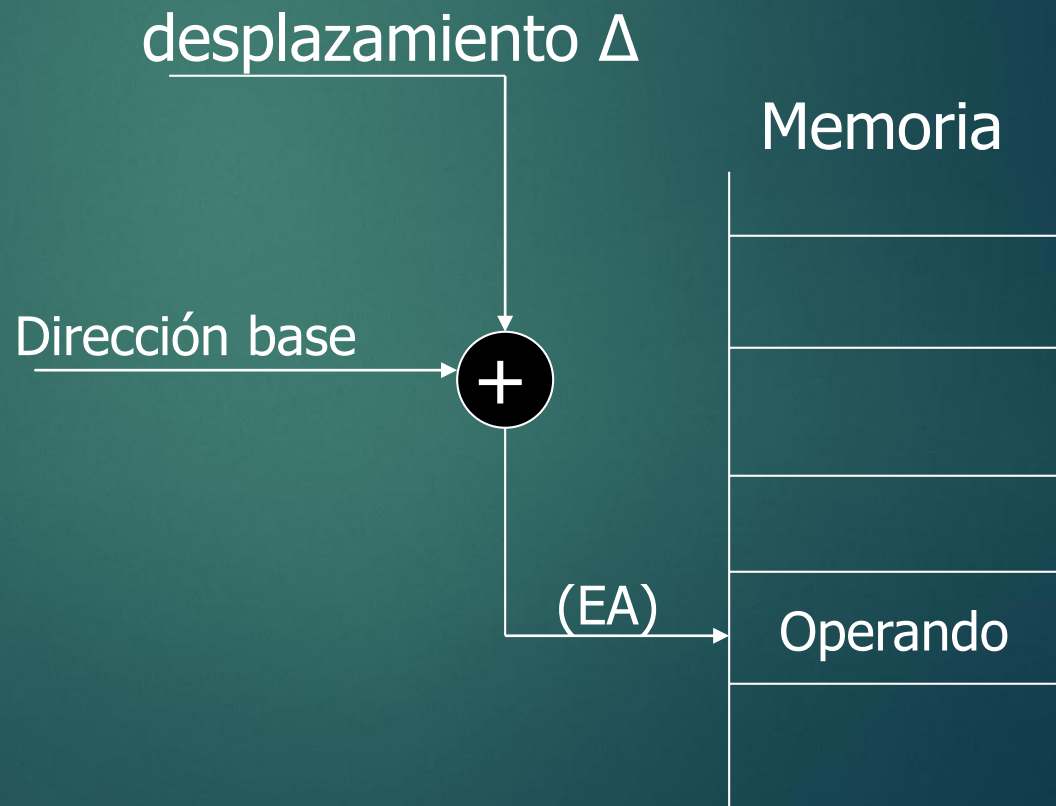 desplazamiento Δ
Memoria
Dirección base
+
(EA)
Operando